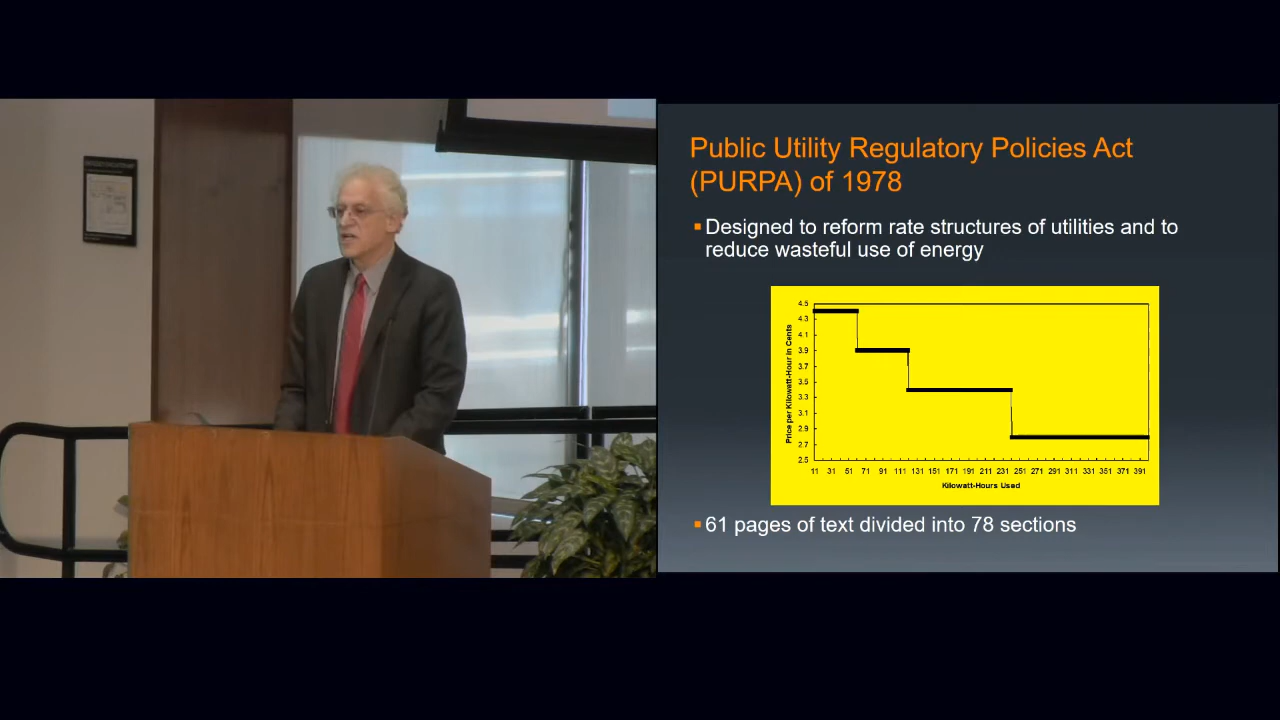 Public Utility Regulatory Policies Act
(PURPA) of 1978
Designed to reform rate structures of utilities and to
reduce wasteful use of energy
Price per Kilowatt-Hour in Cents
4.5
4.3
4.1
3.9
3.7
3.5
3.3
3.1
2.9
2.7
2.5
11 31 51 71 91 111 131 151 171 191 211 231 251 271 291 311 331 351 371 391
Kilowatt-Hours Used
61 pages of text divided into 78 sections